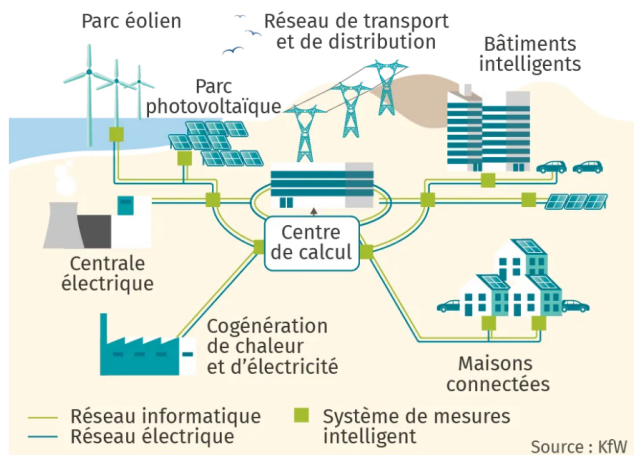 Parc éolien
Réseau de transport
et de distribution
Bâtiments
intelligents
Parc
photovoltaïque
Centrale
électrique
Centre
de calcul
Cogénération
de chaleur
et d’électricité
Maisons
connectées
Réseau informatique
Réseau électrique
Système de mesures
intelligent
Source : KfW